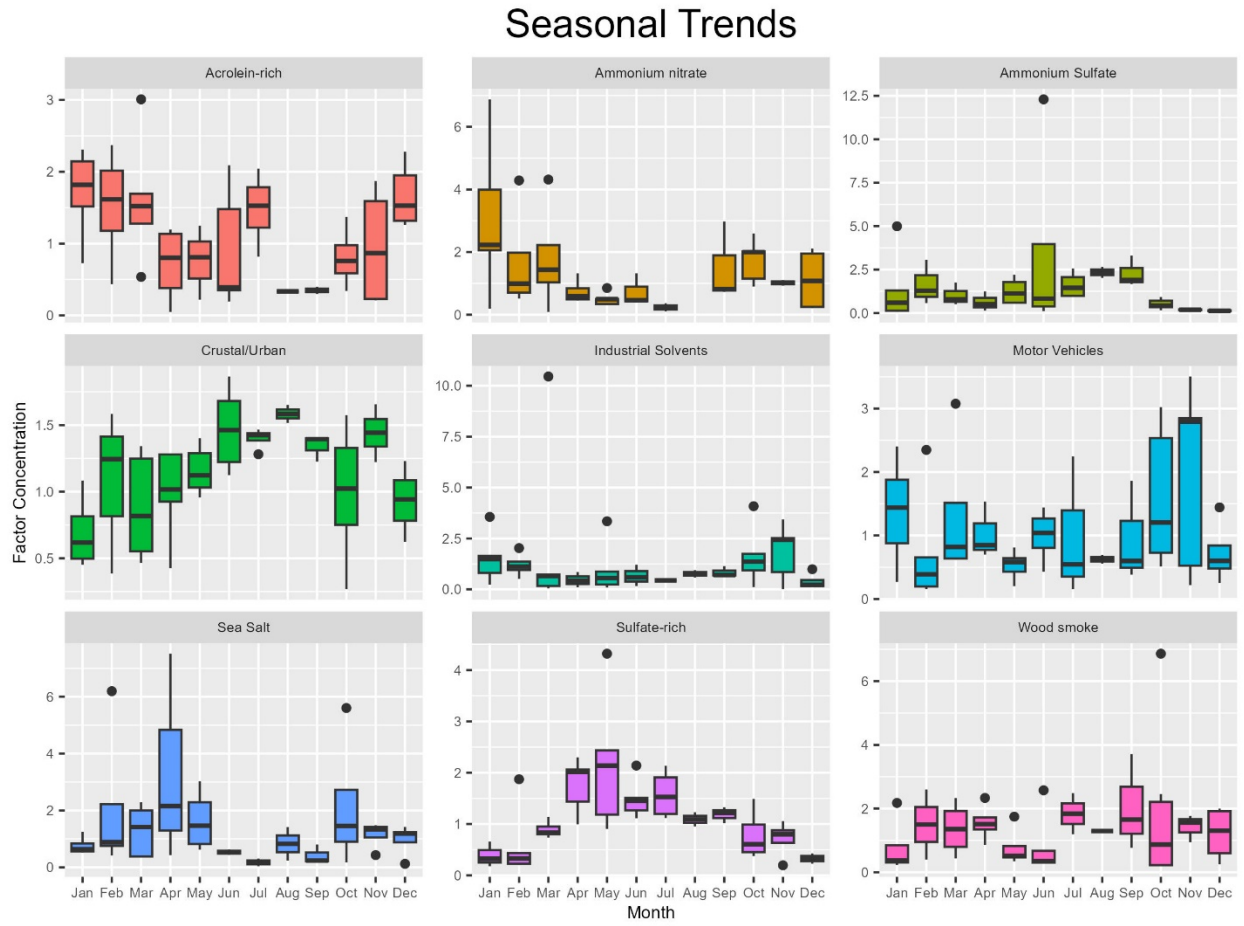 Seasonal Trends
Acrolein-rich
Ammonium nitrate
Ammonium Sulfate
3
2
1
0
6
4
2
0
12.5
10.0
7.5
5.0
2.5
0.0
Crustal/Urban
Industrial Solvents
Motor Vehicles
1.5
1.0
0.5
10.0
7.5
5.0
2.5
0.0
3
2
1
0
Factor Concentration
Sea Salt
Sulfate-rich
Wood smoke
6
4
2
0
4
3
2
1
0
6
4
2
0
Jan Feb Mar Apr May Jun Jul Aug Sep Oct Nov Dec
Jan Feb Mar Apr May Jun Jul Aug Sep Oct Nov Dec
Jan Feb Mar Apr May Jun Jul Aug Sep Oct Nov Dec
Month